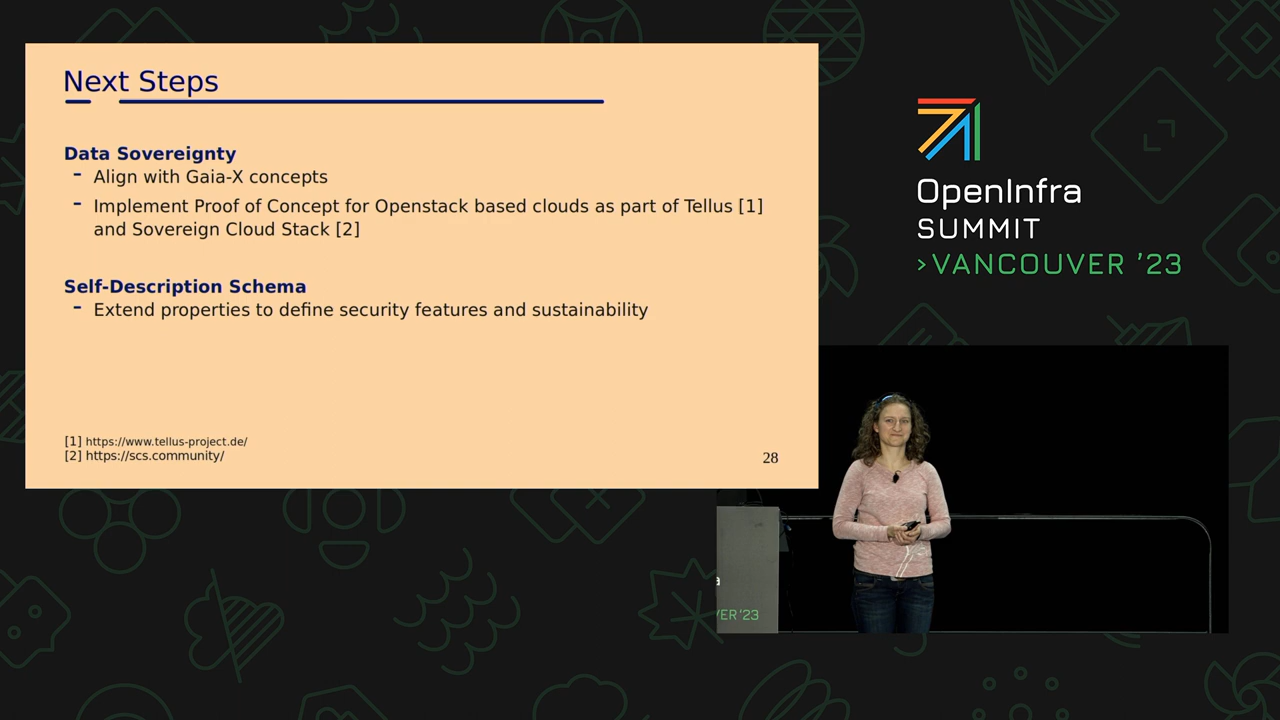 Next Steps
Data Sovereignty
- Align with Gaia-X concepts
- Implement Proof of Concept for Openstack based clouds as part of Tellus [1]
and Sovereign Cloud Stack [2]
Self-Description Schema
- Extend properties to define security features and sustainability
[1] https://www.tellus-project.de/
[2] https://scs.community/
28
OpenInfra
SUMMIT
>VANCOUVER '23
a
VER '23